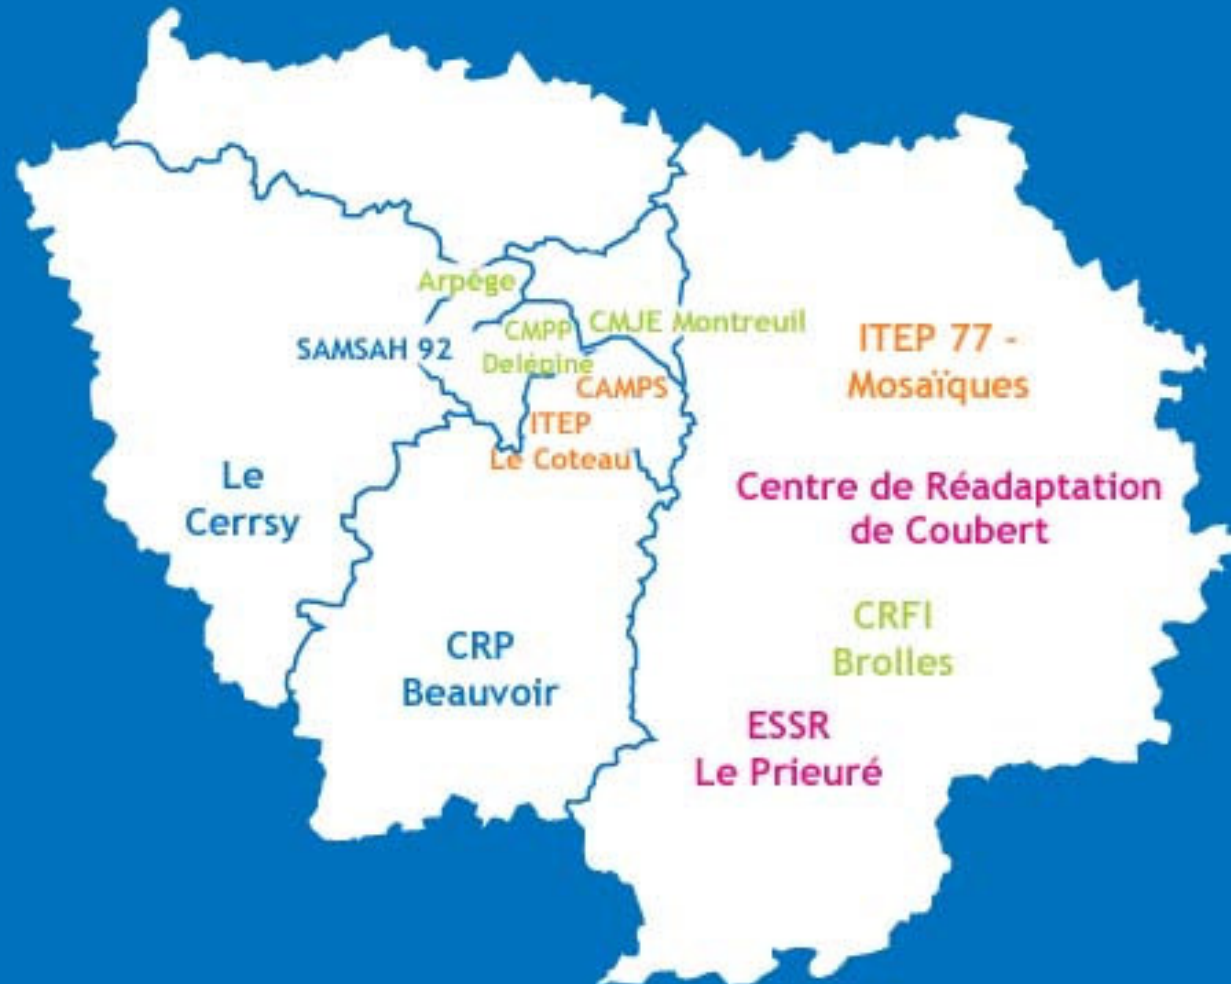 Arpège
CMPP
Delépine
CMJE Montreuil
SAMSAH 92
CAMPS
ITEP
Le Coteau
ITEP 77 -
Mosaïques
Le
Cerrsy
Centre de Réadaptation
de Coubert
CRP
Beauvoir
CRFI
Brolles
ESSR
Le Prieuré